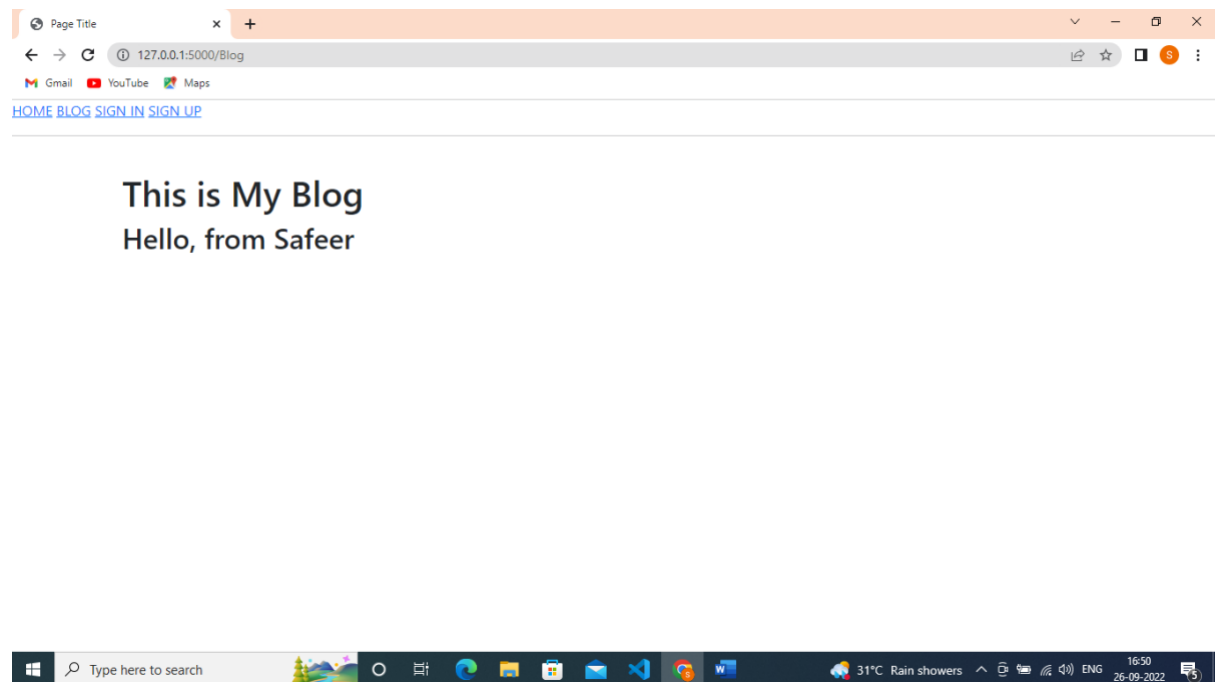 Page Title
127.0.0.1:5000/Blog
S
Gmail YouTube Maps
HOME BLOG SIGN IN SIGN UP
This is My Blog
Hello, from Safeer
Type here to search
W
31°C Rain showers
ENG
16:50
26-09-2022
5